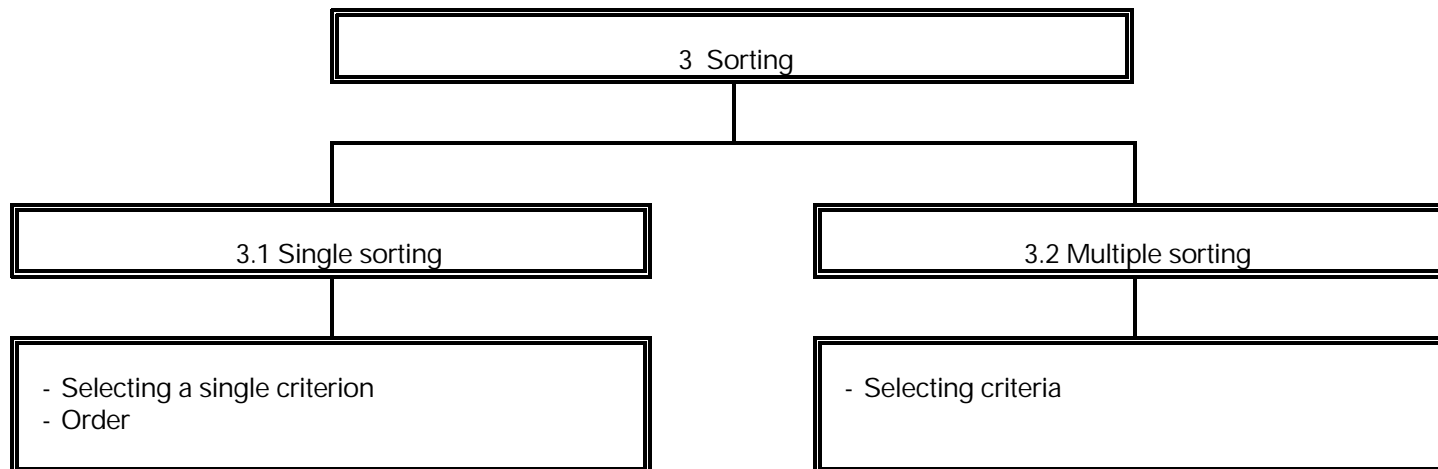 3 Sorting
3.1 Single sorting
3.2 Multiple sorting
- Selecting a single criterion
- Order
- Selecting criteria